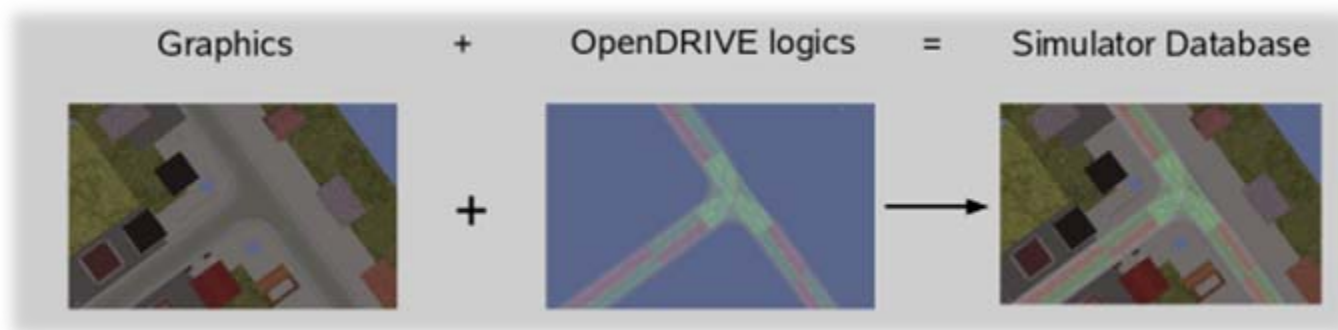 Graphics + OpenDRIVE logics = Simulator Database
+